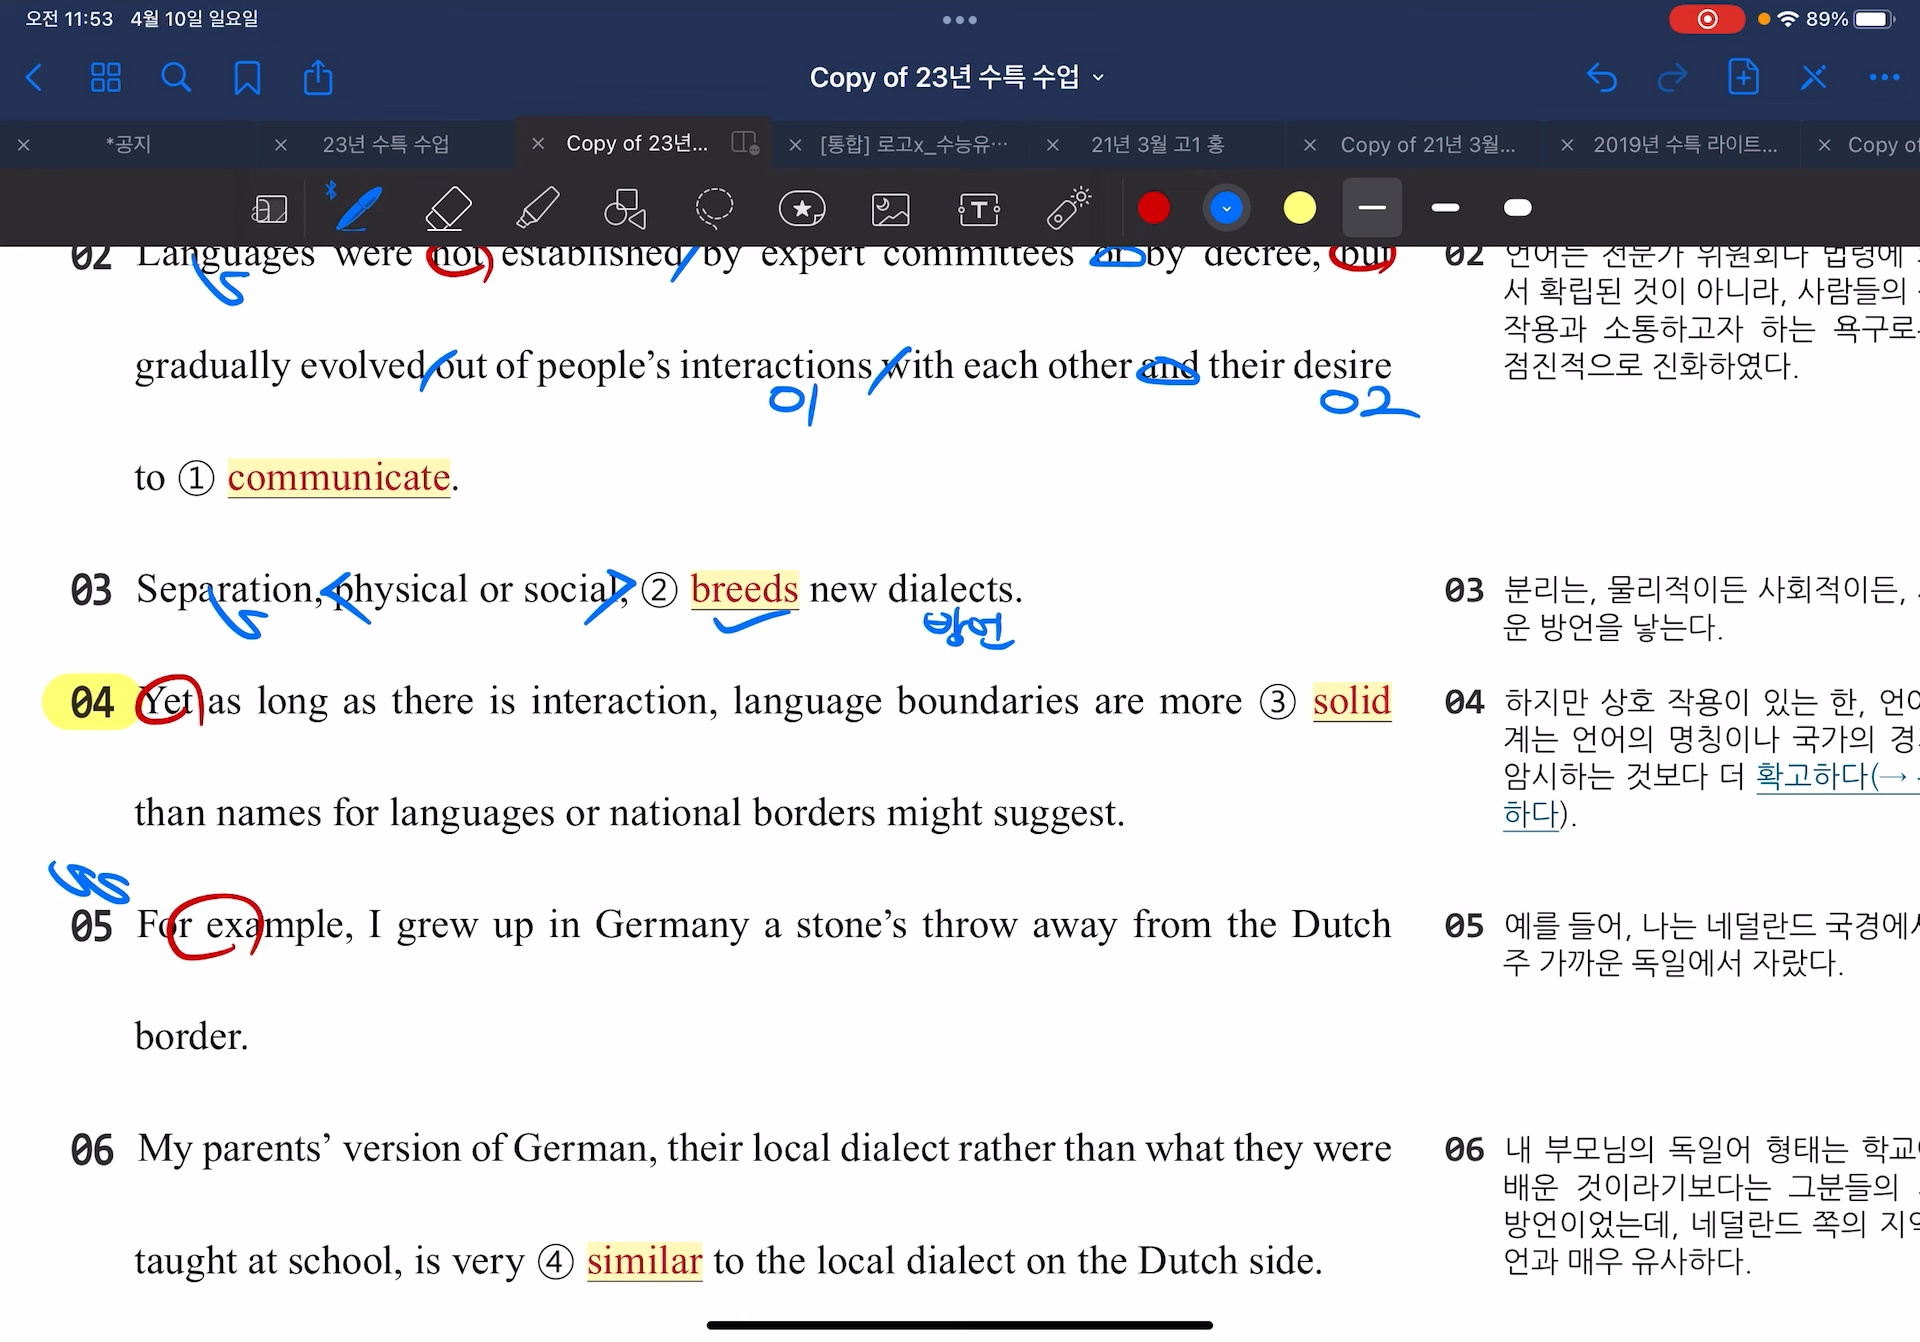 오전 11:53 4월 10일 일요일
89%
Copy of 23년 수특 수업
*공지
23년 수특 수업
Copy of 23년...
[통합] 로고x_수능유...
21년 3월 고1 홍
Copy of 21년 3월...
2019년 수특 라이트...
Copy of
02 Languages were not established by expert committees or by decree, but
gradually evolved out of people's interactions with each other and their desire
01
02
to ① communicate.
03 Separation, physical or social, ② breeds new dialects.
방언
04 Yet as long as there is interaction, language boundaries are more ③ solid
than names for languages or national borders might suggest.
05 For example, I grew up in Germany a stone's throw away from the Dutch
border.
06 My parents' version of German, their local dialect rather than what they were
taught at school, is very ④ similar to the local dialect on the Dutch side.
02 언어는 전문가 위원회나 법령에
서 확립된 것이 아니라, 사람들의
작용과 소통하고자 하는 욕구로
점진적으로 진화하였다.
03 분리는, 물리적이든 사회적이든,
운 방언을 낳는다.
04 하지만 상호 작용이 있는 한, 언어
계는 언어의 명칭이나 국가의 경
암시하는 것보다 더 확고하다(→
하다).
05 예를 들어, 나는 네덜란드 국경에서
주 가까운 독일에서 자랐다.
06 내 부모님의 독일어 형태는 학교
배운 것이라기보다는 그분들의
방언이었는데, 네덜란드 쪽의 지역
언과 매우 유사하다.